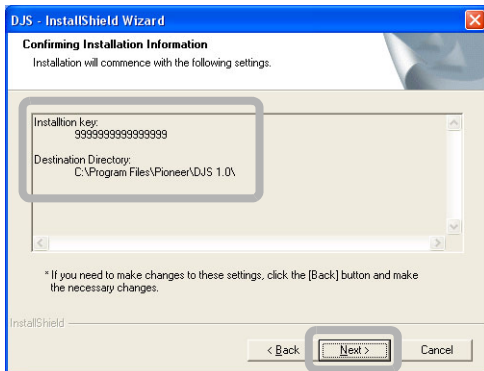 DJS - InstallShield Wizard
Confirming Installation Information
Installation will commence with the following settings.
Installtion key:
9999999999999999
Destination Directory:
C:\Program Files\Pioneer\DJS 1.0\
* If you need to make changes to these settings, click the [Back] button and make
the necessary changes.
InstallShield
< Back
Next >
Cancel